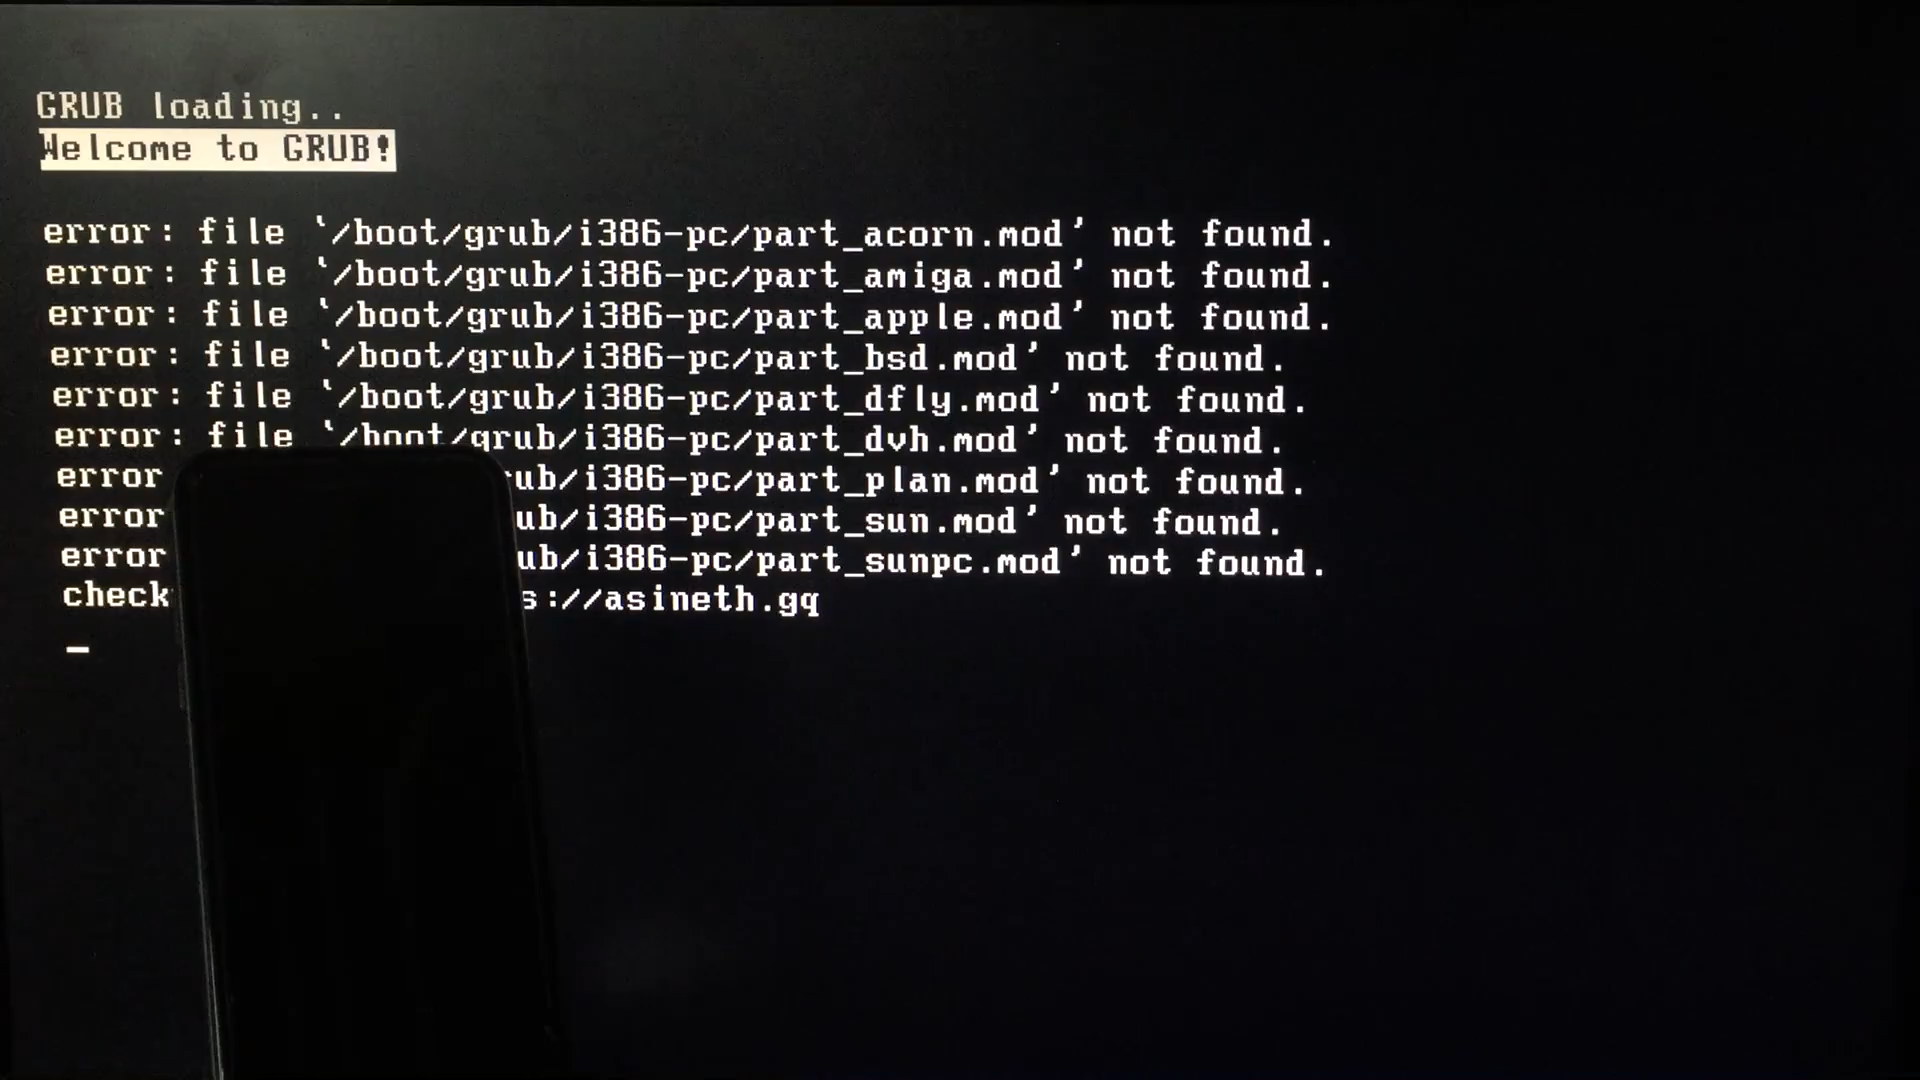 GRUB loading..
Welcome to GRUB!
error: file `/boot/grub/i386-pc/part_acorn.mod' not found.
error: file `/boot/grub/i386-pc/part_amiga.mod' not found.
error: file `/boot/grub/i386-pc/part_apple.mod' not found.
error: file `/boot/grub/i386-pc/part_bsd.mod' not found.
error: file `/boot/grub/i386-pc/part_dfly.mod' not found.
error: file `/boot/grub/i386-pc/part_dvh.mod' not found.
error ub/i386-pc/part_plan.mod' not found.
error ub/i386-pc/part_sun.mod' not found.
error ub/i386-pc/part_sunpc.mod' not found.
check s://asineth.gq